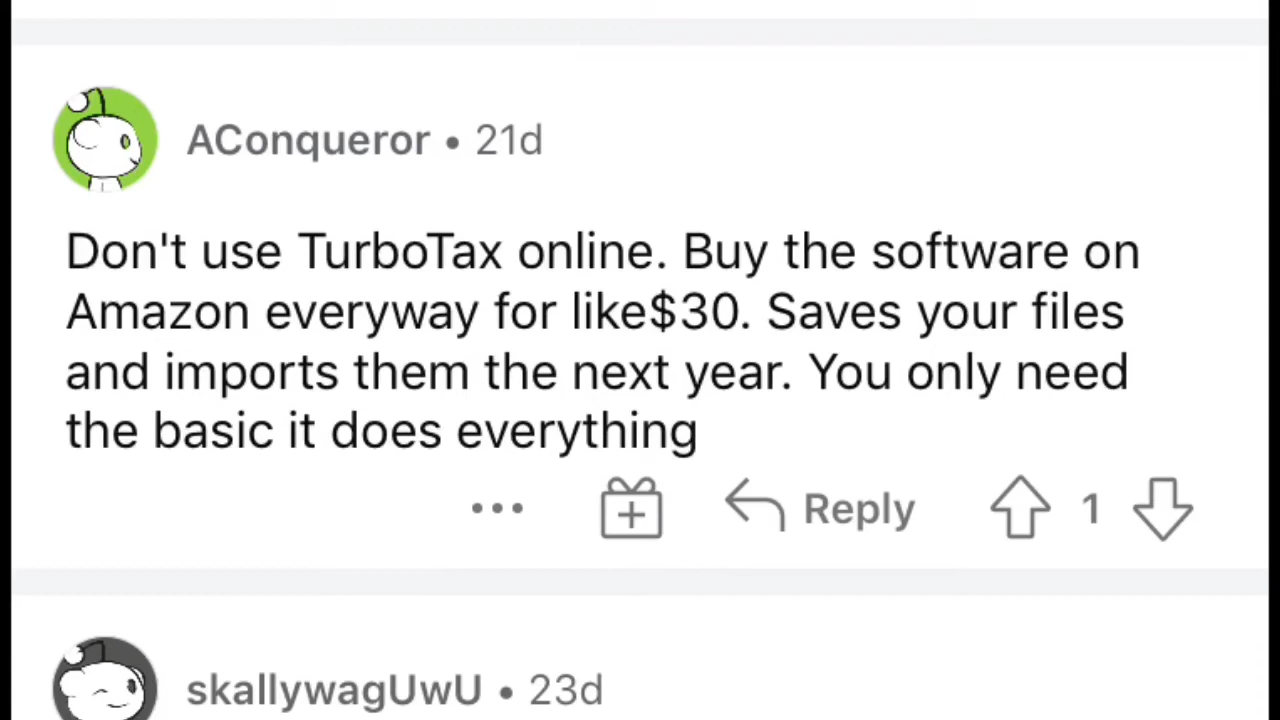 AConqueror • 21d
Don't use TurboTax online. Buy the software on
Amazon everyway for like$30. Saves your files
and imports them the next year. You only need
the basic it does everything
Reply 1
skallywagUwU • 23d